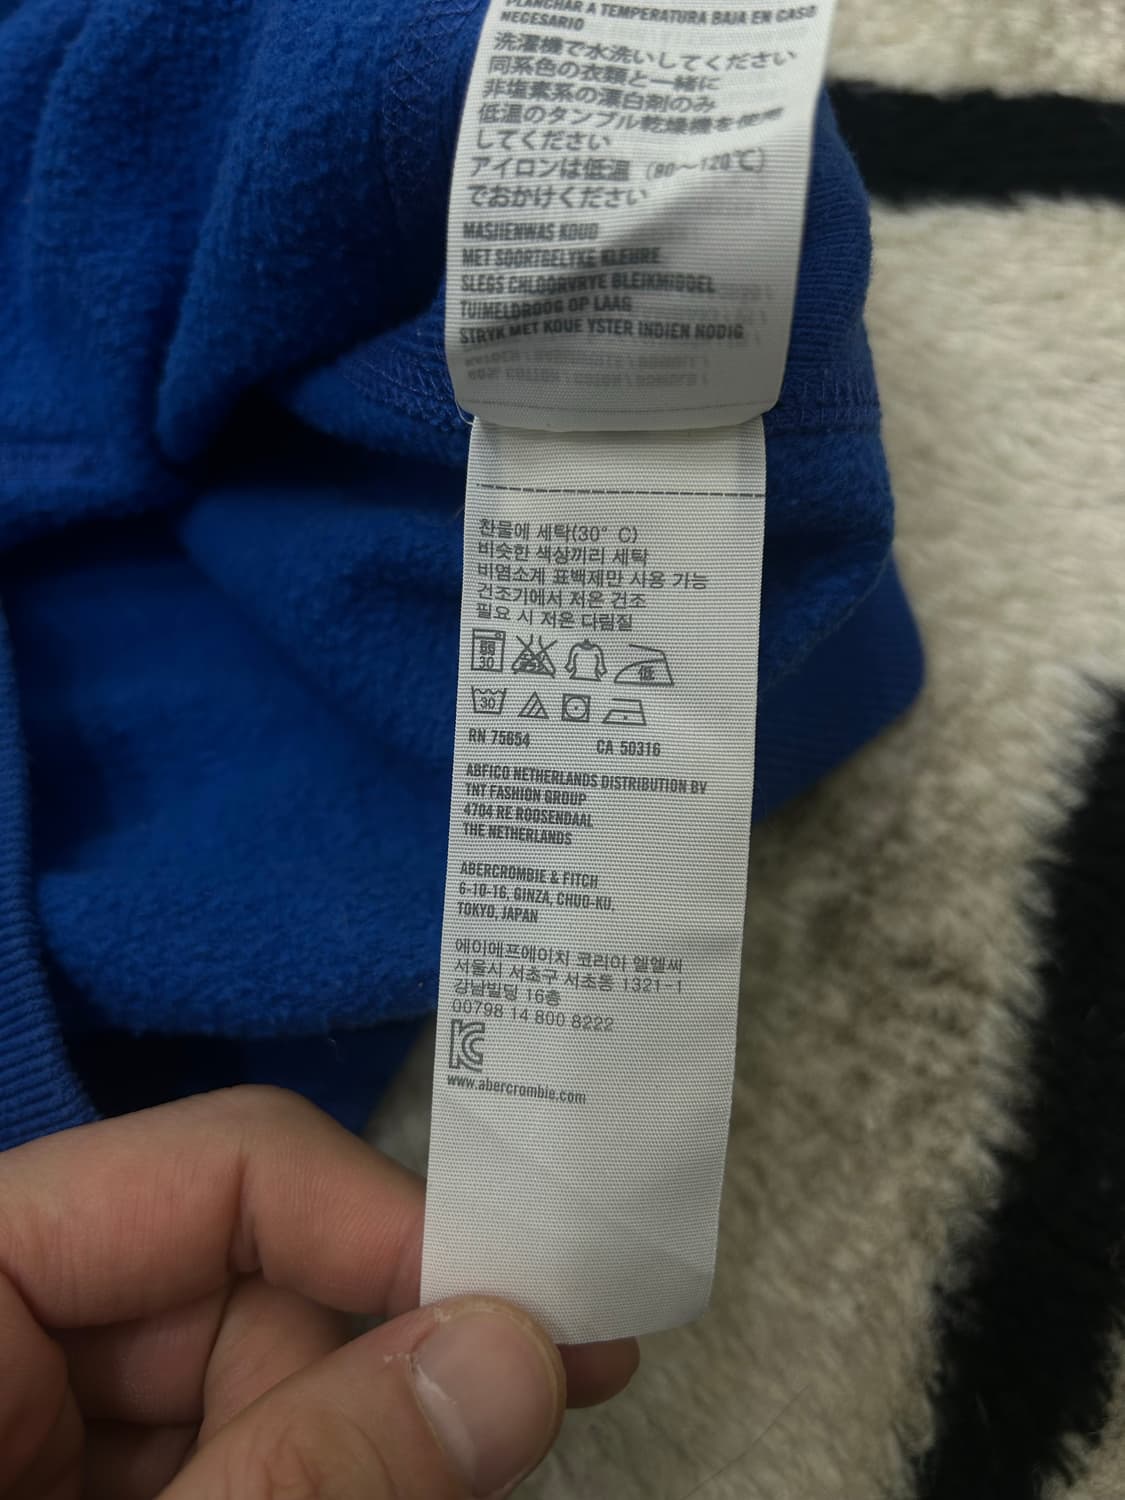 PLANCHAR A TEMPERATURA BAJA EN CASO
NECESARIO
洗濯機で水洗いしてください
同系色の衣類と一緒に
非塩素系の漂白剤のみ
低温のタンブル乾燥機を使用
してください
アイロンは低温（80～120℃）
でおかけください
MASJIENWAS KOUD
MET SOORTGELYKE KLEURE
SLEGS CHLOORVRYE BLEIKMIDDEL
TUIMELDROOG OP LAAG
STRYK MET KOUE YSTER INDIEN NODIG
찬물에 세탁(30° C)
비슷한 색상끼리 세탁
비염소계 표백제만 사용 가능
건조기에서 저온 건조
필요 시 저온 다림질
30 低
30
RN 75654 CA 50316
ABFICO NETHERLANDS DISTRIBUTION BV
TNT FASHION GROUP
4704 RE ROOSENDAAL
THE NETHERLANDS
ABERCROMBIE & FITCH
6-10-16, GINZA, CHUO-KU,
TOKYO, JAPAN
에이에프에이치 코리아 엘엘씨
서울시 서초구 서초동 1321-1
강남빌딩 16층
00798 14 800 8222
KC
www.abercrombie.com